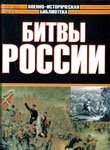 ВОЕННО-ИСТОРИЧЕСКАЯ
БИБЛИОТЕКА
БИТВЫ
РОССИИ